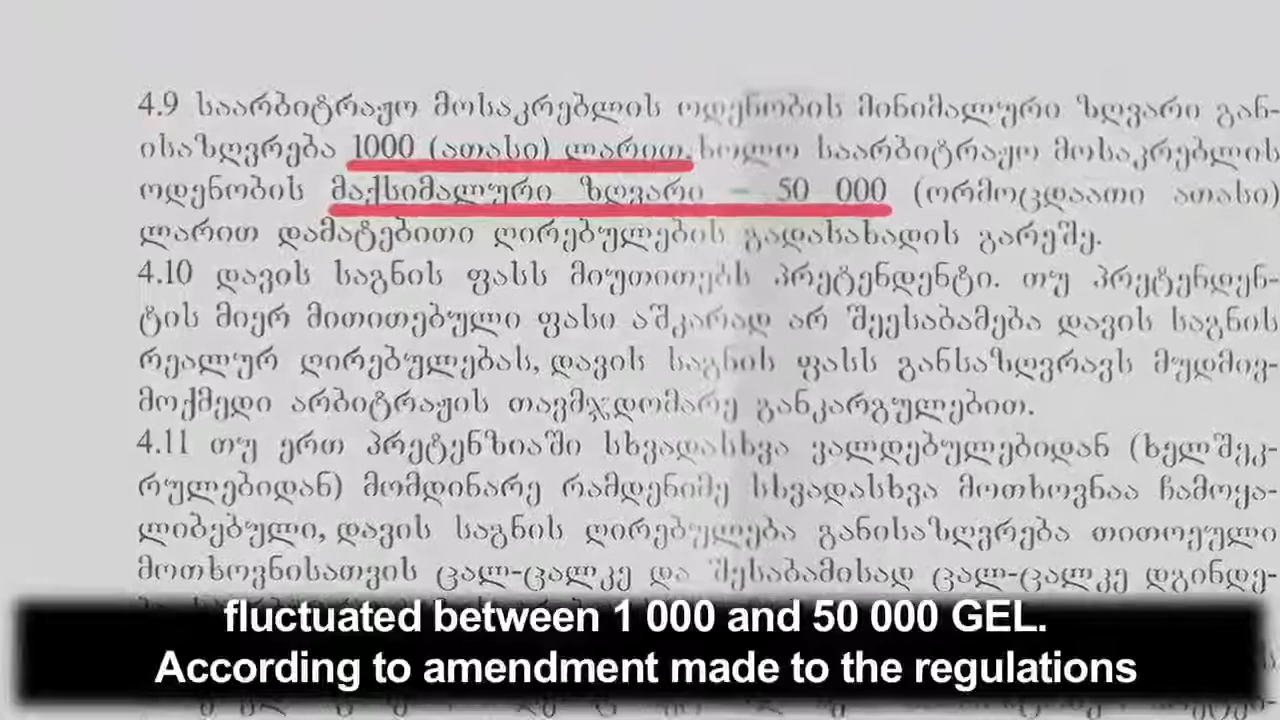 4.9 საარბიტრაჟო მოსაკრებლის ოდენობის მინიმალური ზღვარი გან-
ისაზღვრება 1000 (ათასი) ლარით, ხოლო საარბიტრაჟო მოსაკრებლის
ოდენობის მაქსიმალური ზღვარი – 50 000 (ორმოცდაათი ათასი)
ლარით დამატებითი ღირებულების გადასახადის გარეშე.
4.10 დავის საგნის ფასს მიუთითებს პრეტენდენტი. თუ პრეტენდენ-
ტის მიერ მითითებული ფასი აშკარად არ შეესაბამება დავის საგნის
რეალურ ღირებულებას, დავის საგნის ფასს განსაზღვრავს მუდმივ-
მოქმედი არბიტრაჟის თავმჯდომარე განკარგულებით.
4.11 თუ ერთ პრეტენზიაში სხვადასხვა ვალდებულებიდან (ხელშეკ-
რულებიდან) მომდინარე რამდენიმე სხვადასხვა მოთხოვნაა ჩამოყა-
ლიბებული, დავის საგნის ღირებულება განისაზღვრება თითოეული
მოთხოვნისათვის ცალ-ცალკე და შესაბამისად ცალ-ცალკე დგინდე-
fluctuated between 1 000 and 50 000 GEL.
According to amendment made to the regulations